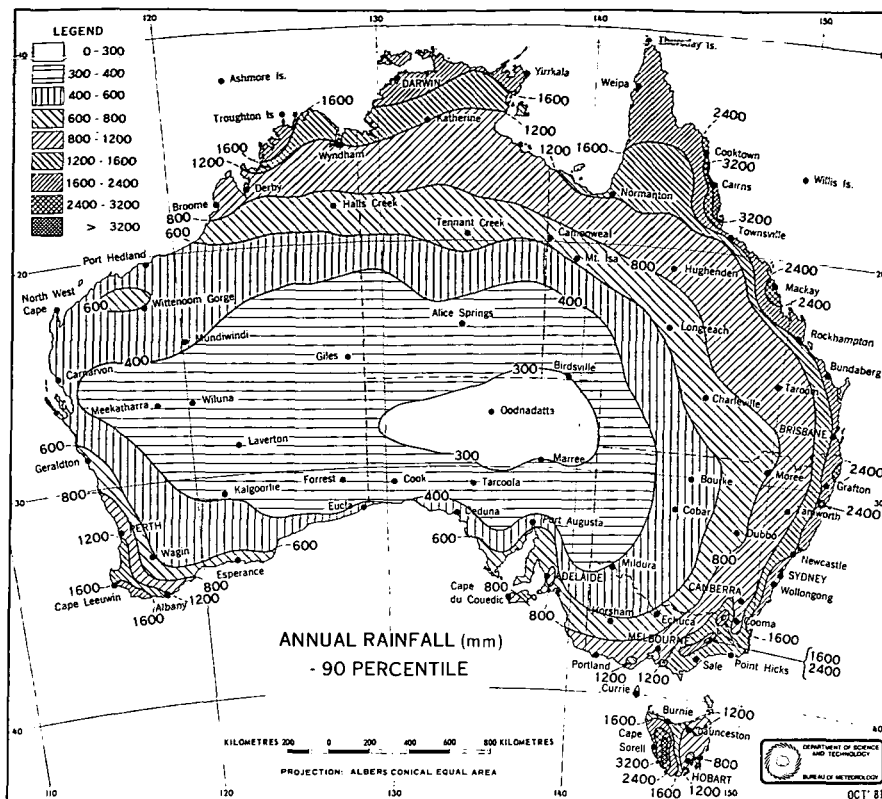 120
130
140
150
LEGEND
0 - 300
300 - 400
400 - 600
600 - 800
800 - 1200
1200 - 1600
1600 - 2400
2400 - 3200
> 3200
10
Ashmore Is.
Troughton Is
1600
1200
DARWIN
Yirrkala
1600
1200
Katherine
Wyndham
Weipa
Thursday Is.
2400
Cooktown
3200
Cairns
Willis Is.
1600
1200
Normanton
3200
Townsville
Derby
Broome
800
600
Halls Creek
Tennant Creek
Camooweal
Mt. Isa
800
Hughenden
2400
Mackay
2400
Port Hedland
20
20
North West
Cape
600
Wittenoom Gorge
Mundiwindi
Alice Springs
400
Longreach
Rockhampton
Giles
400
Carnarvon
300
Birdsville
Bundaberg
Taroom
Meekatharra
Wiluna
Oodnadatta
Charleville
BRISBANE
Laverton
600
Geraldton
300
Marree
800
Kalgoorlie
Forrest
Cook
Tarcoola
Bourke
Moree
2400
Grafton
30
30
Eucla
400
Ceduna
Cobar
Tamworth
2400
PERTH
1200
Port Augusta
600
Dubbo
Wagin
600
800
Esperance
Mildura
800
Newcastle
SYDNEY
Wollongong
1600
Cape Leeuwin
Albany
1200
1600
800
ADELAIDE
Cape
du Couedic
CANBERRA
800
Horsham
Echuca
Cooma
MELBOURNE
1600
ANNUAL RAINFALL (mm)
- 90 PERCENTILE
Portland
1200
1200
Sale
Point Hicks
1600
2400
Currie
Burnie
1200
1600
Launceston
Cape
Sorell
3200
800
HOBART
2400
1600
1200
40
40
KILOMETRES 200 0 200 400 600 800 KILOMETRES
PROJECTION: ALBERS CONICAL EQUAL AREA
DEPARTMENT OF SCIENCE
AND TECHNOLOGY
BUREAU OF METEOROLOGY
110
120
130
140
150